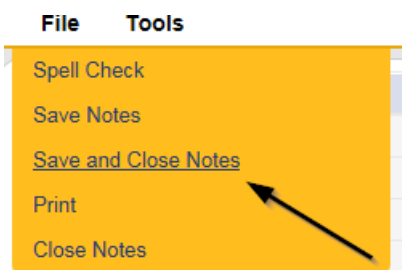 File Tools
Spell Check
Save Notes
Save and Close Notes
Print
Close Notes